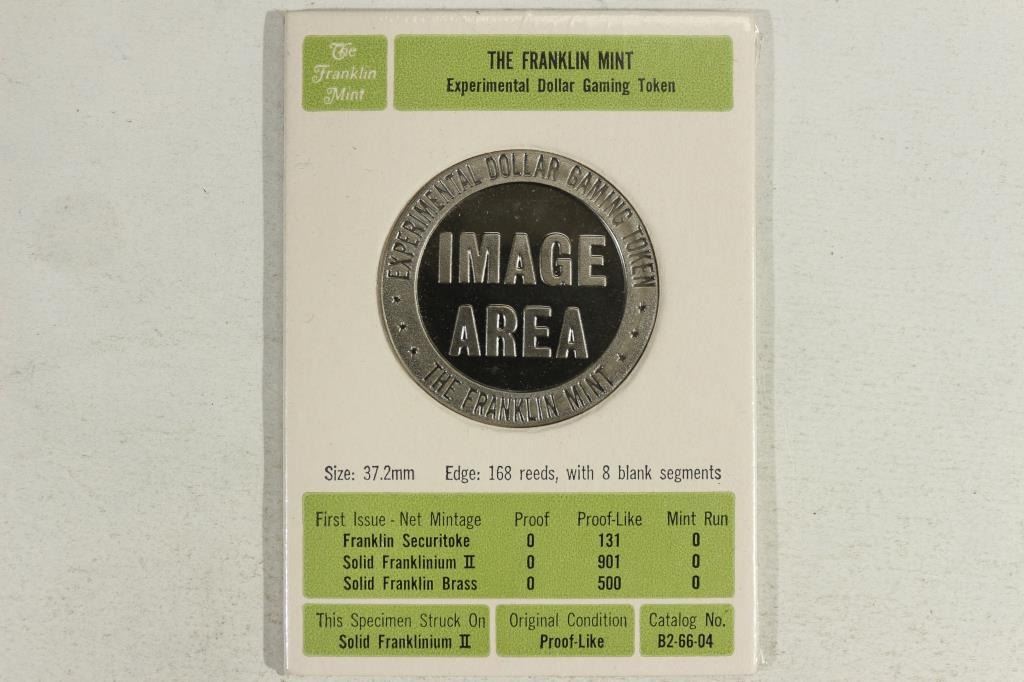 The
Franklin
Mint
THE FRANKLIN MINT
Experimental Dollar Gaming Token
EXPERIMENTAL DOLLAR GAMING TOKEN
IMAGE
AREA
THE FRANKLIN MINT
Size: 37.2mm Edge: 168 reeds, with 8 blank segments
First Issue - Net Mintage Proof Proof-Like Mint Run
Franklin Securitoke 0 131 0
Solid Franklinium II 0 901 0
Solid Franklin Brass 0 500 0
This Specimen Struck On
Solid Franklinium II
Original Condition
Proof-Like
Catalog No.
B2-66-04